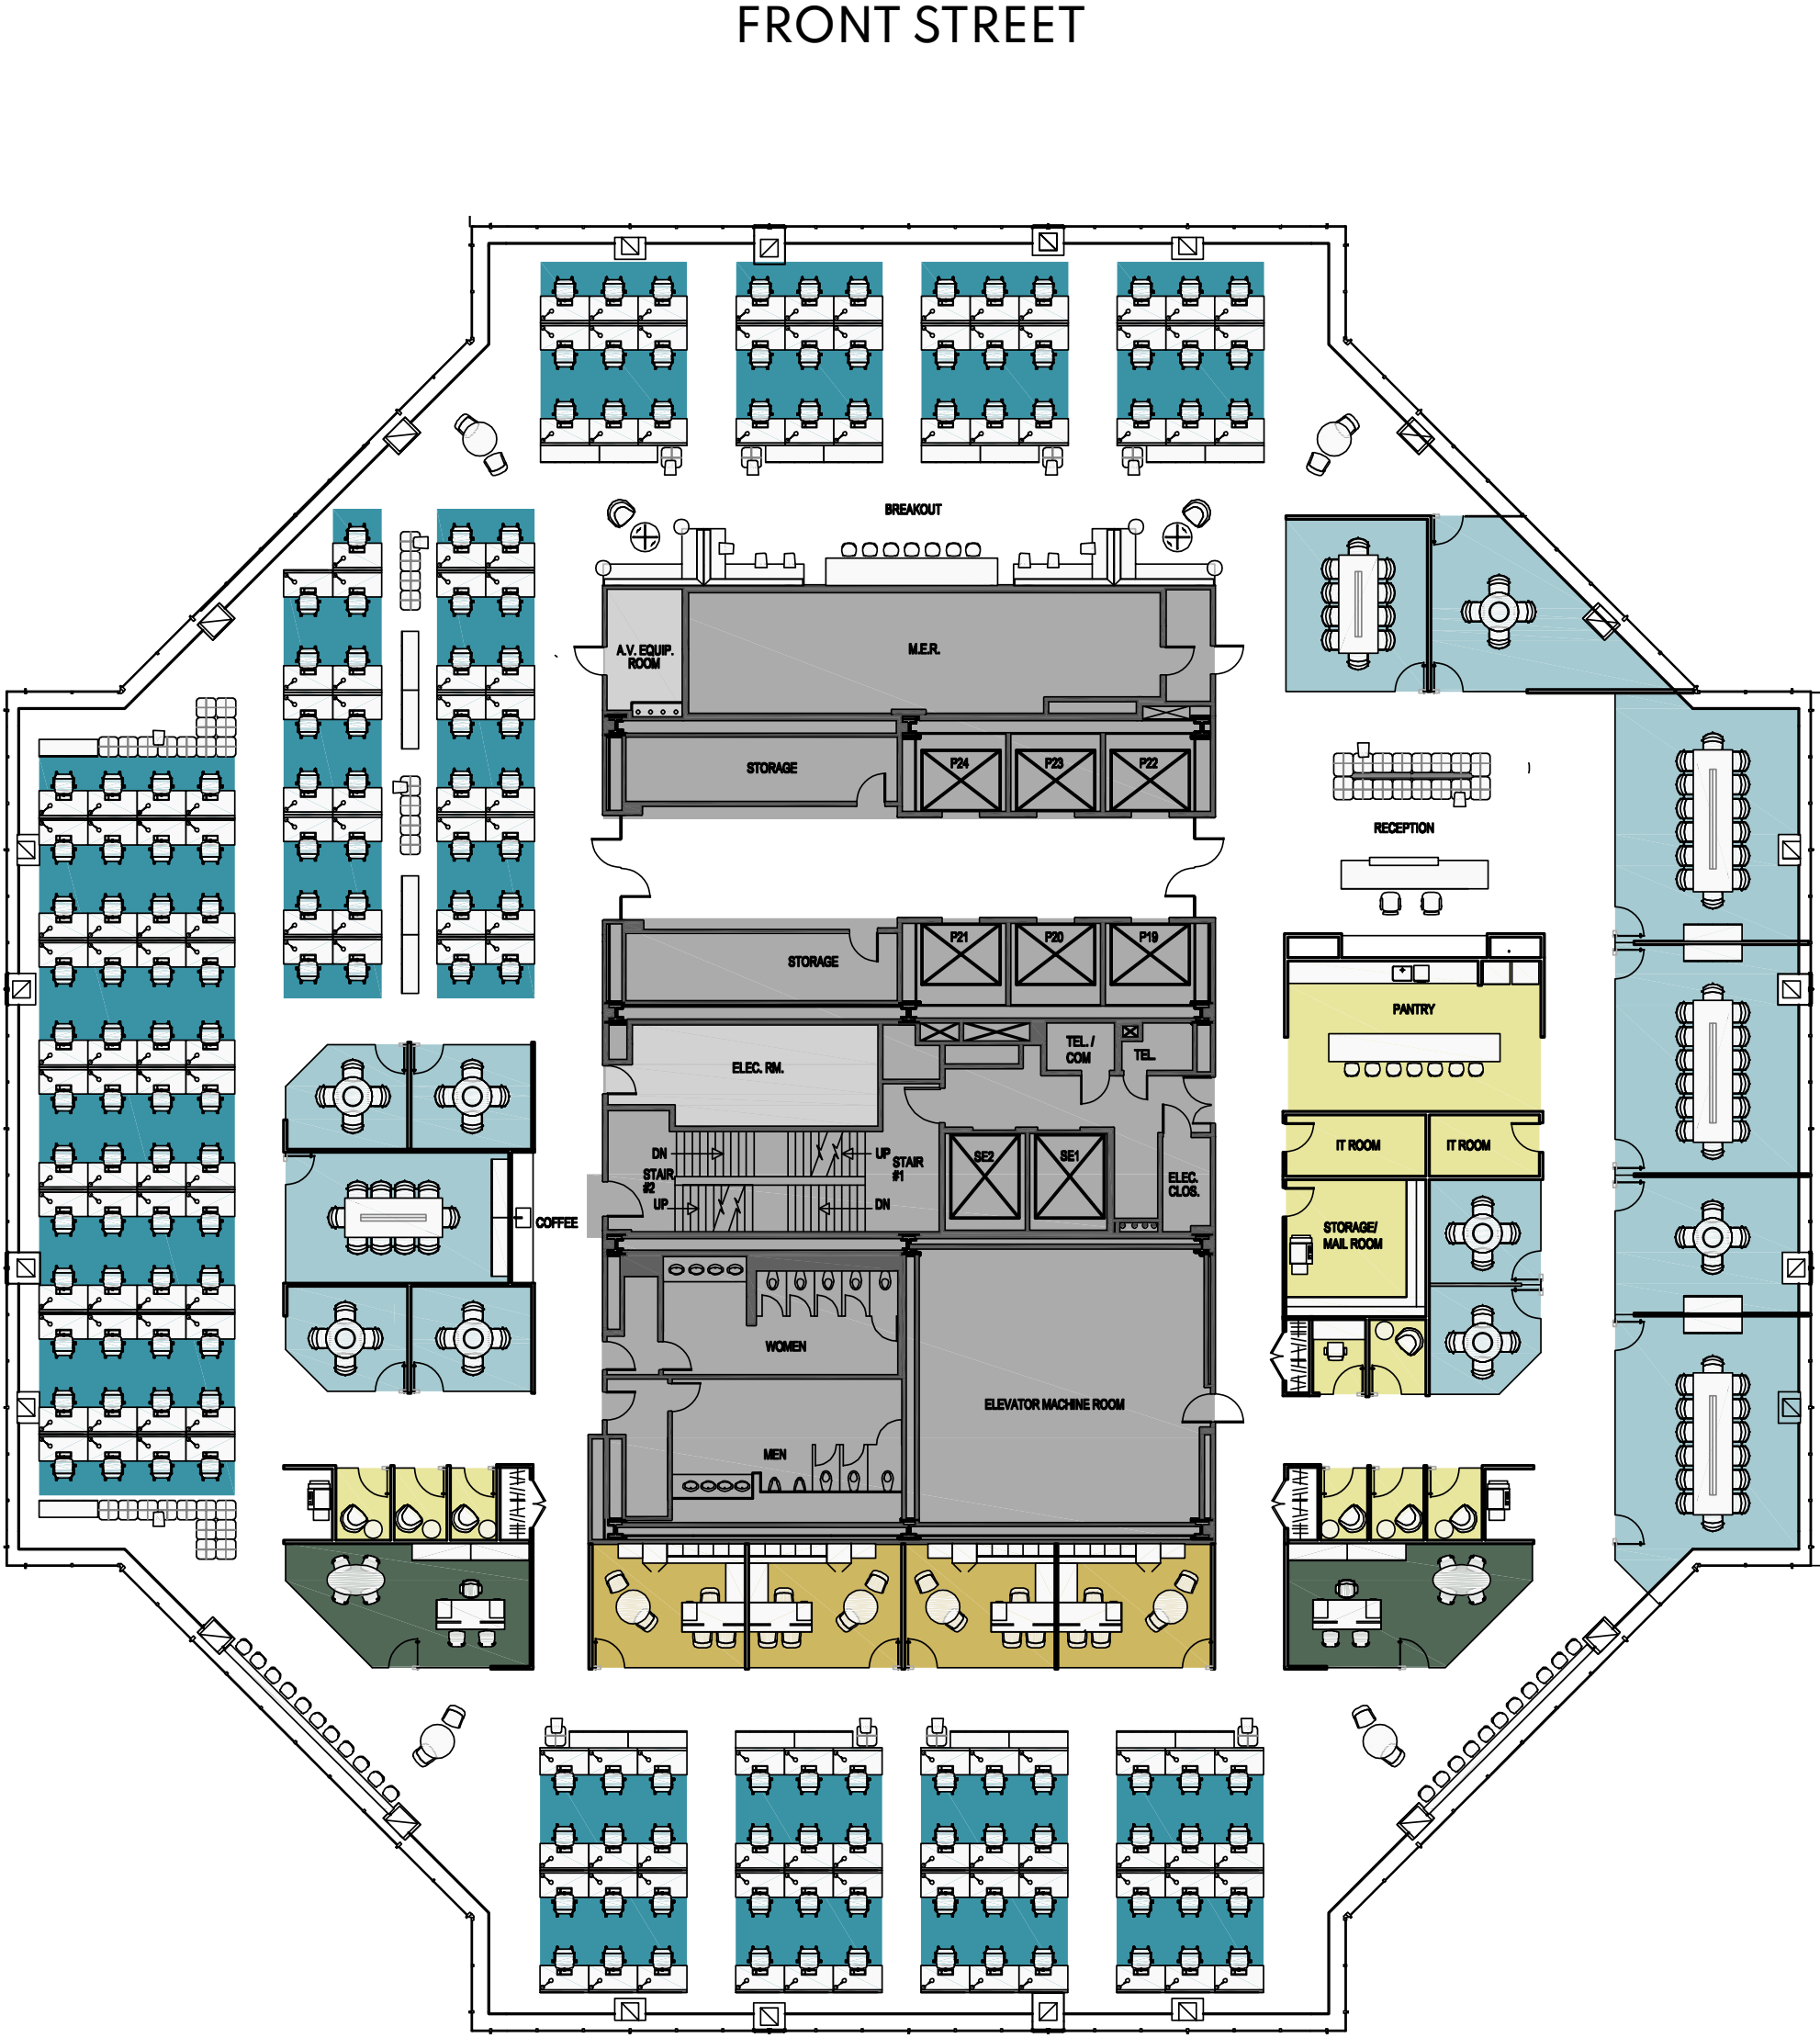 FRONT STREET
BREAKOUT
A.V. EQUIP.
ROOM
M.E.R.
STORAGE
P24
P23
P22
RECEPTION
STORAGE
P21
P20
P19
PANTRY
ELEC. RM.
TEL. /
COM
TEL.
DN
UP
STAIR
#2
STAIR
#1
UP
DN
SE2
SE1
ELEC.
CLOS.
IT ROOM
IT ROOM
COFFEE
STORAGE/
MAIL ROOM
WOMEN
ELEVATOR MACHINE ROOM
MEN